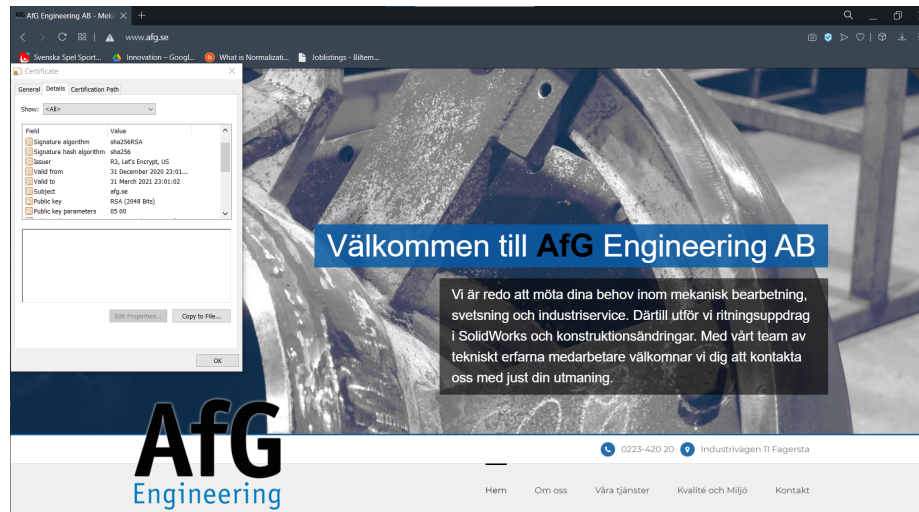 AfG Engineering AB - Mek
www.afg.se
Svenska Spel Sport...
Innovation – Googl...
What is Normalizati...
Joblistings - Biltem...
Certificate
General Details Certification Path
Show: <All>
Field Value
Signature algorithm sha256RSA
Signature hash algorithm sha256
Issuer R3, Let's Encrypt, US
Valid from 31 December 2020 23:01...
Valid to 31 March 2021 23:01:02
Subject afg.se
Public key RSA (2048 Bits)
Public key parameters 05 00
Edit Properties... Copy to File...
OK
Välkommen till AfG Engineering AB
Vi är redo att möta dina behov inom mekanisk bearbetning,
svetsning och industriservice. Därtill utför vi ritningsuppdrag
i SolidWorks och konstruktionsändringar. Med vårt team av
tekniskt erfarna medarbetare välkomnar vi dig att kontakta
oss med just din utmaning.
AfG
Engineering
0223-420 20 Industrivägen 11 Fagersta
Hem Om oss Våra tjänster Kvalité och Miljö Kontakt